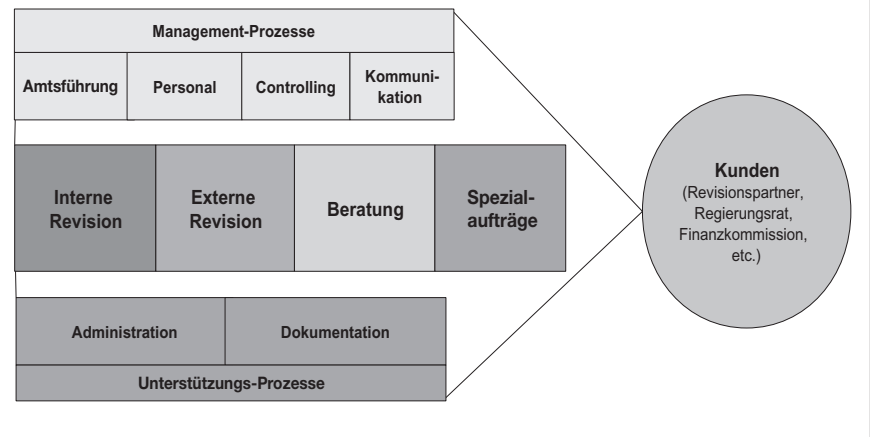 Management-Prozesse
Amtsführung
Personal
Controlling
Kommuni-
kation
Interne
Revision
Externe
Revision
Beratung
Spezial-
aufträge
Kunden
(Revisionspartner,
Regierungsrat,
Finanzkommission,
etc.)
Administration
Dokumentation
Unterstützungs-Prozesse